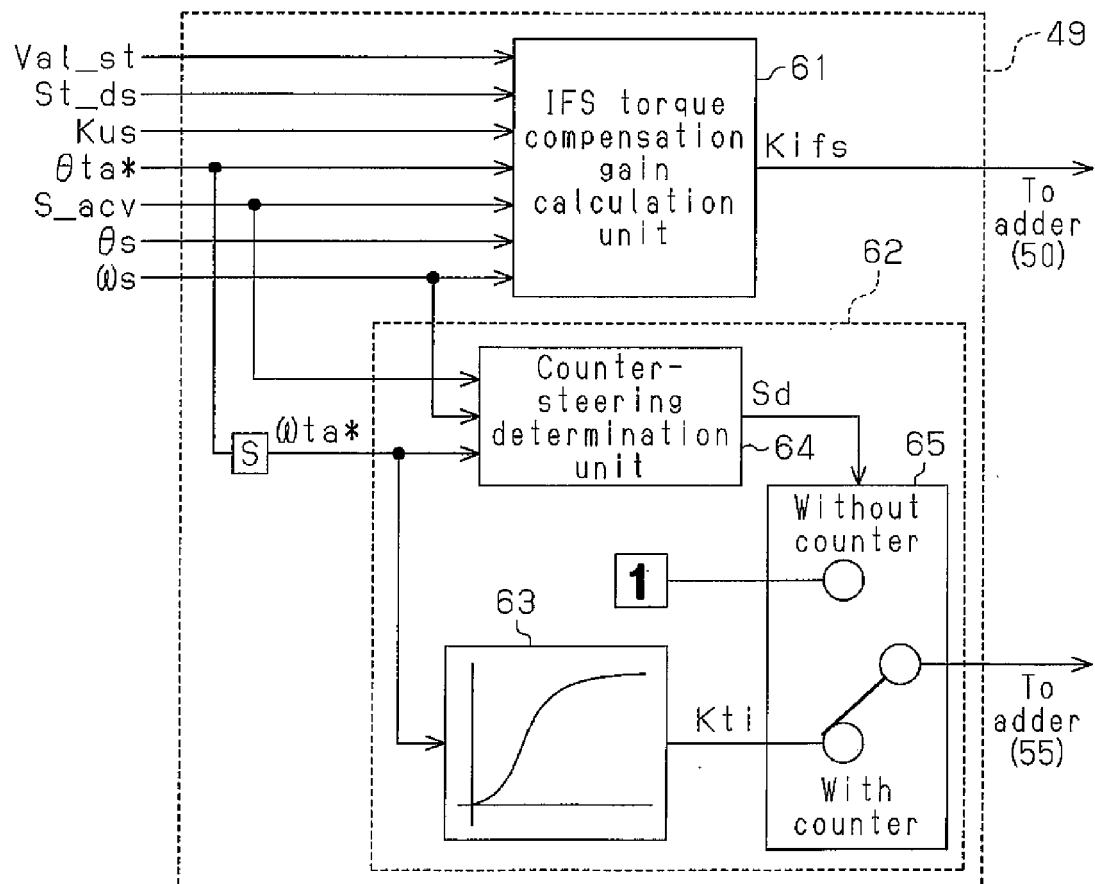 Val_st
St_ds
Kus
θta*
S_acv
θs
ωs
49
61
IFS torque
compensation
gain
calculation
unit
Kifs
To
adder
(50)
62
Counter-
steering
determination
unit
64
Sd
S
ωta*
65
Without
counter
1
63
Kti
With
counter
To
adder
(55)